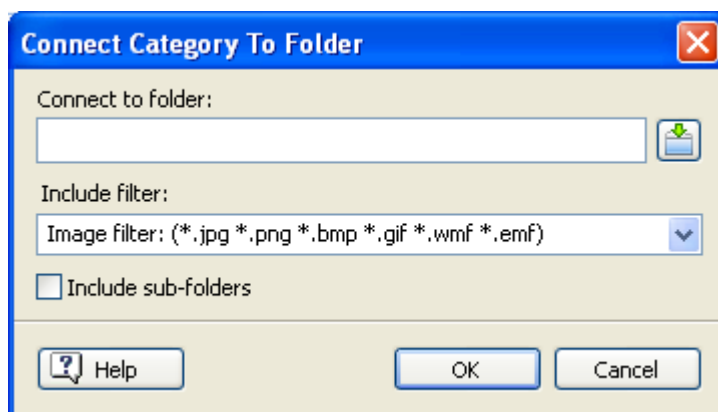 Connect Category To Folder
Connect to folder:
Include filter:
Image filter: (*.jpg *.png *.bmp *.gif *.wmf *.emf)
Include sub-folders
Help OK Cancel